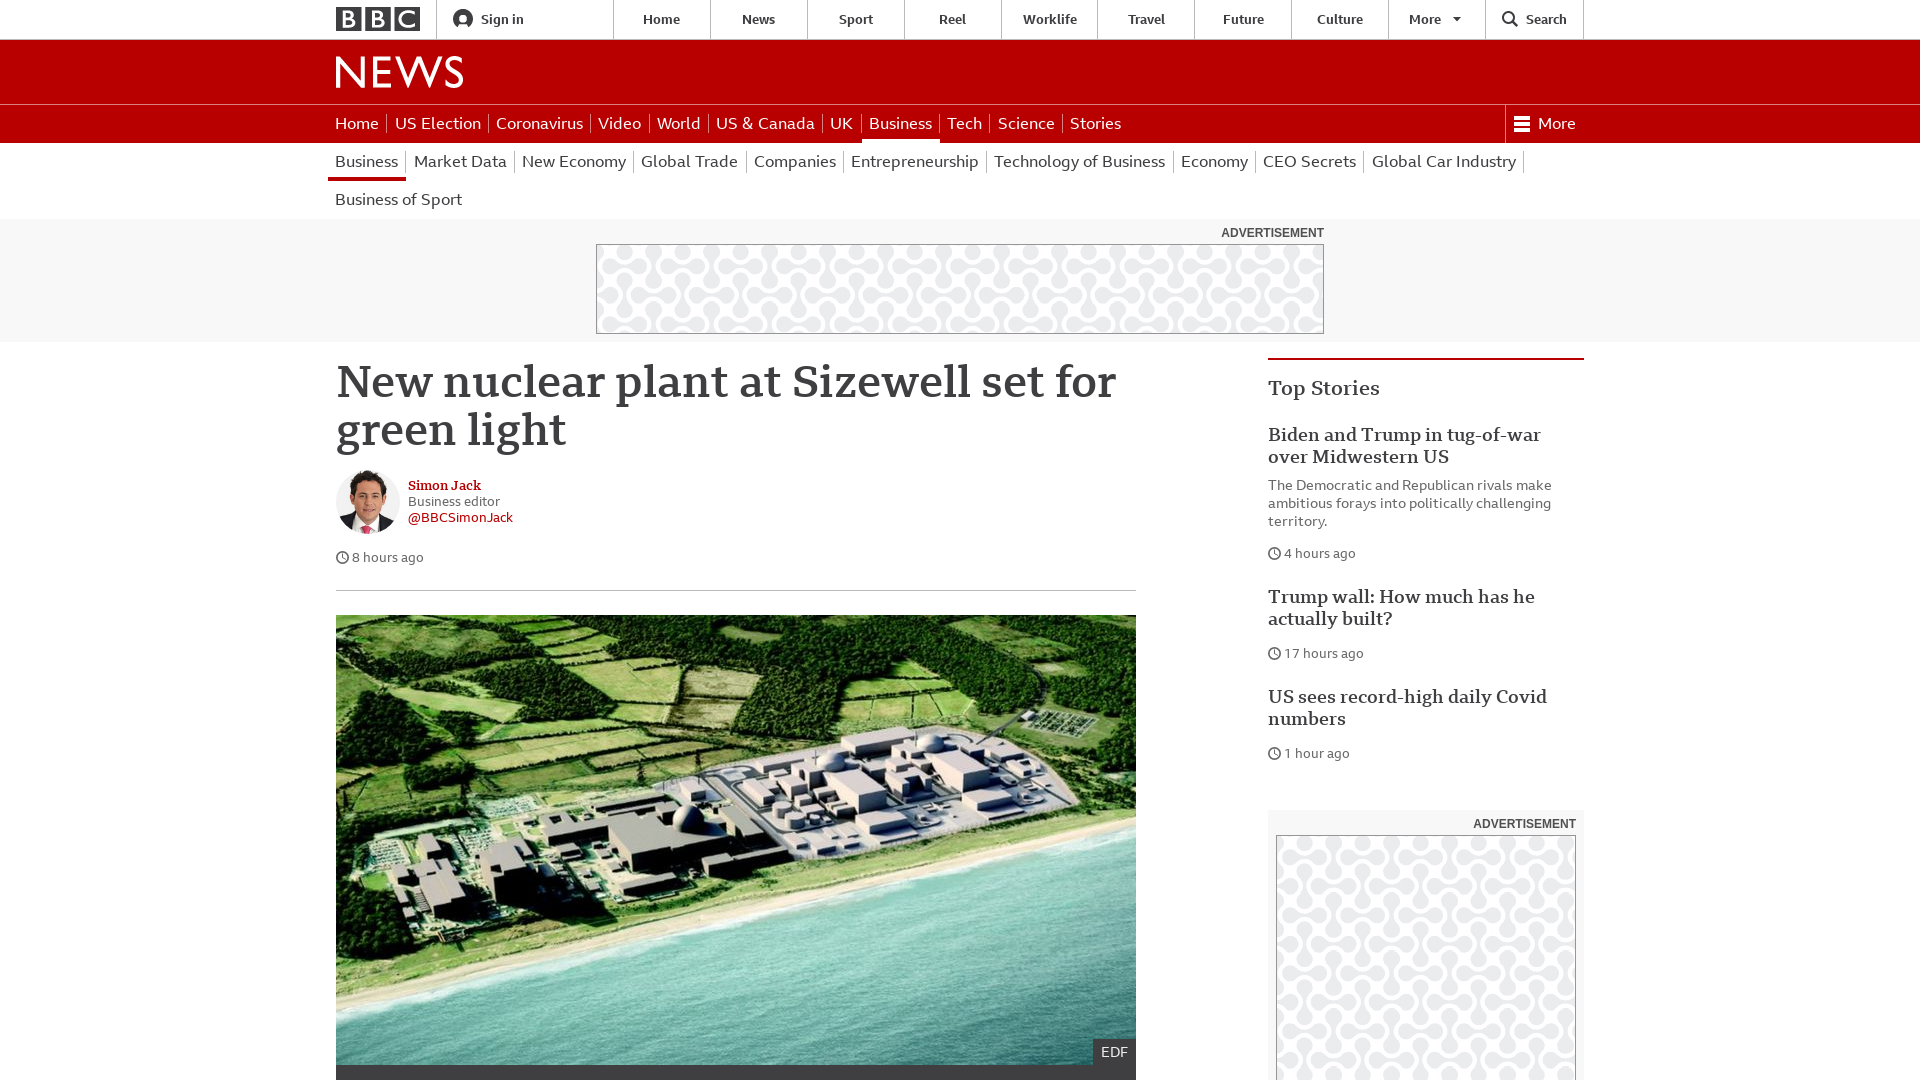 BBC
Sign in
Home
News
Sport
Reel
Worklife
Travel
Future
Culture
More
Search
NEWS
Home
US Election
Coronavirus
Video
World
US & Canada
UK
Business
Tech
Science
Stories
More
Business
Market Data
New Economy
Global Trade
Companies
Entrepreneurship
Technology of Business
Economy
CEO Secrets
Global Car Industry
Business of Sport
ADVERTISEMENT
New nuclear plant at Sizewell set for
green light
Simon Jack
Business editor
@BBCSimonJack
8 hours ago
EDF
Top Stories
Biden and Trump in tug-of-war
over Midwestern US
The Democratic and Republican rivals make
ambitious forays into politically challenging
territory.
4 hours ago
Trump wall: How much has he
actually built?
17 hours ago
US sees record-high daily Covid
numbers
1 hour ago
ADVERTISEMENT